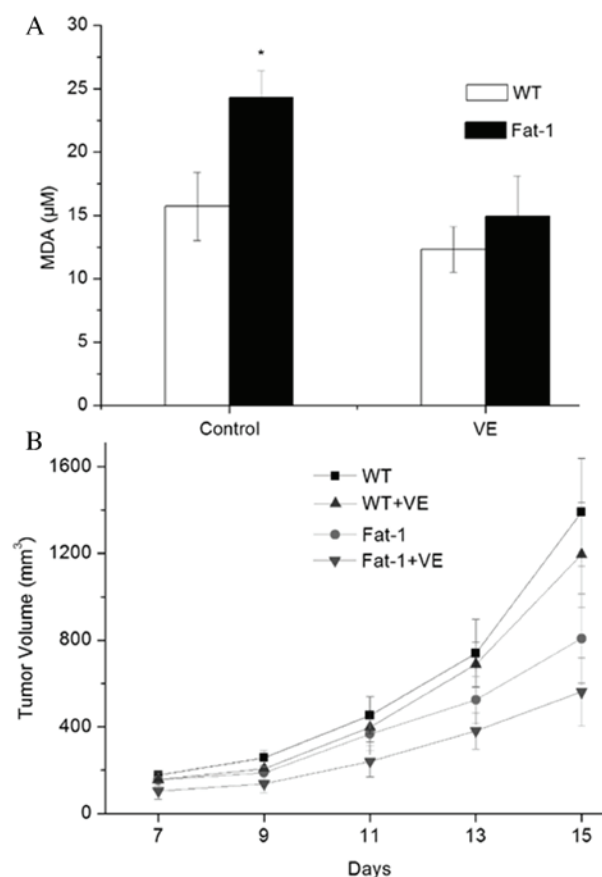 A
30
25
20
15
10
5
0
MDA (µM)
*
WT
Fat-1
Control
VE
B
1600
1200
800
400
0
Tumor Volume (mm³)
WT
WT+VE
Fat-1
Fat-1+VE
7
9
11
13
15
Days